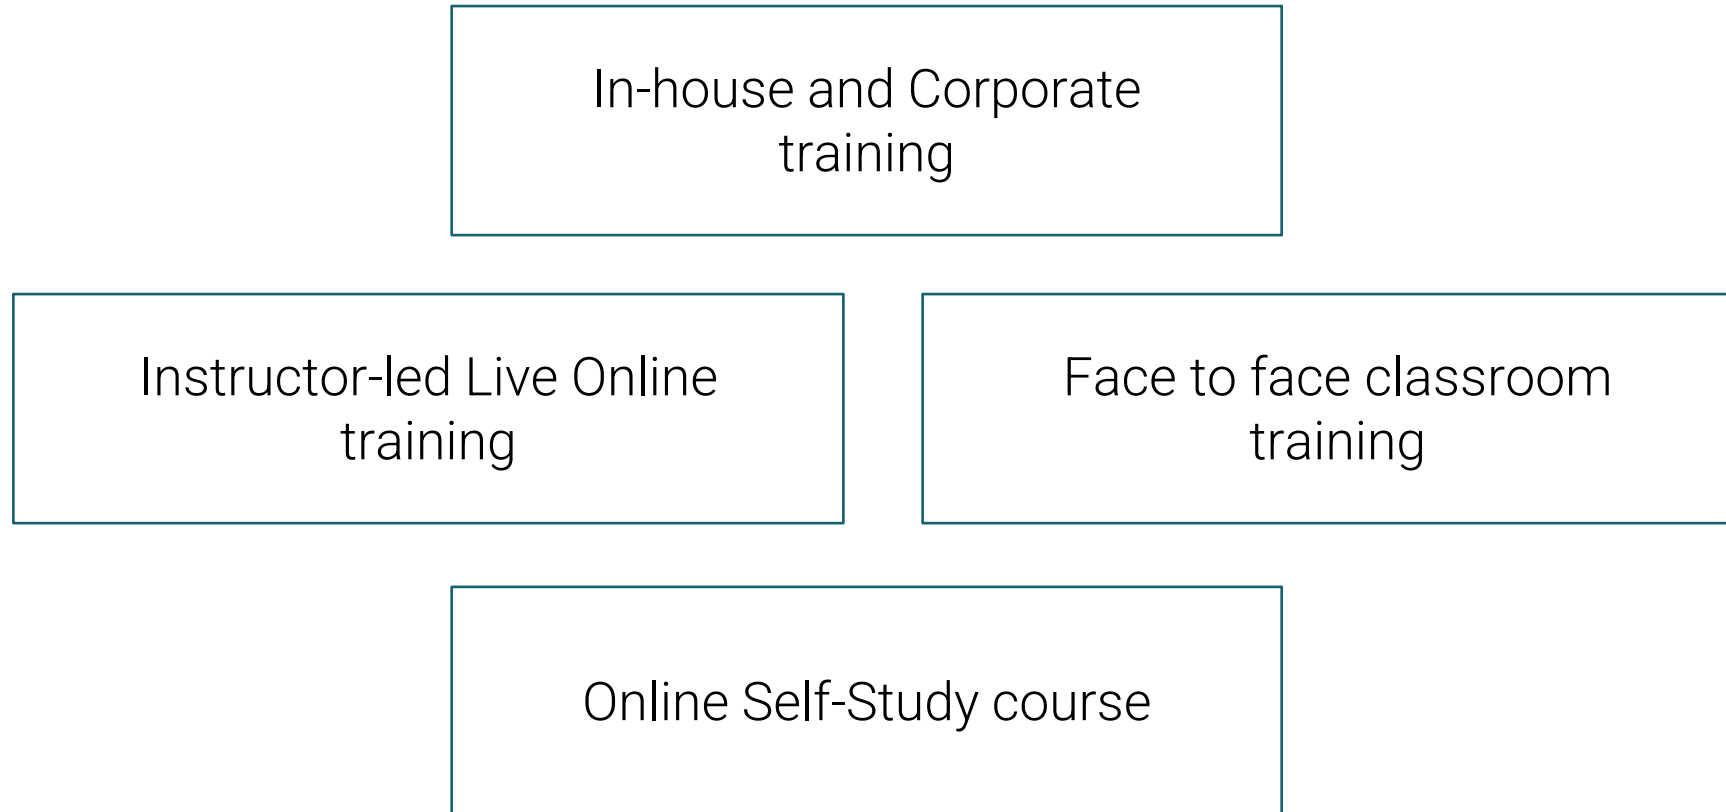 In-house and Corporate
training
Instructor-led Live Online
training
Face to face classroom
training
Online Self-Study course